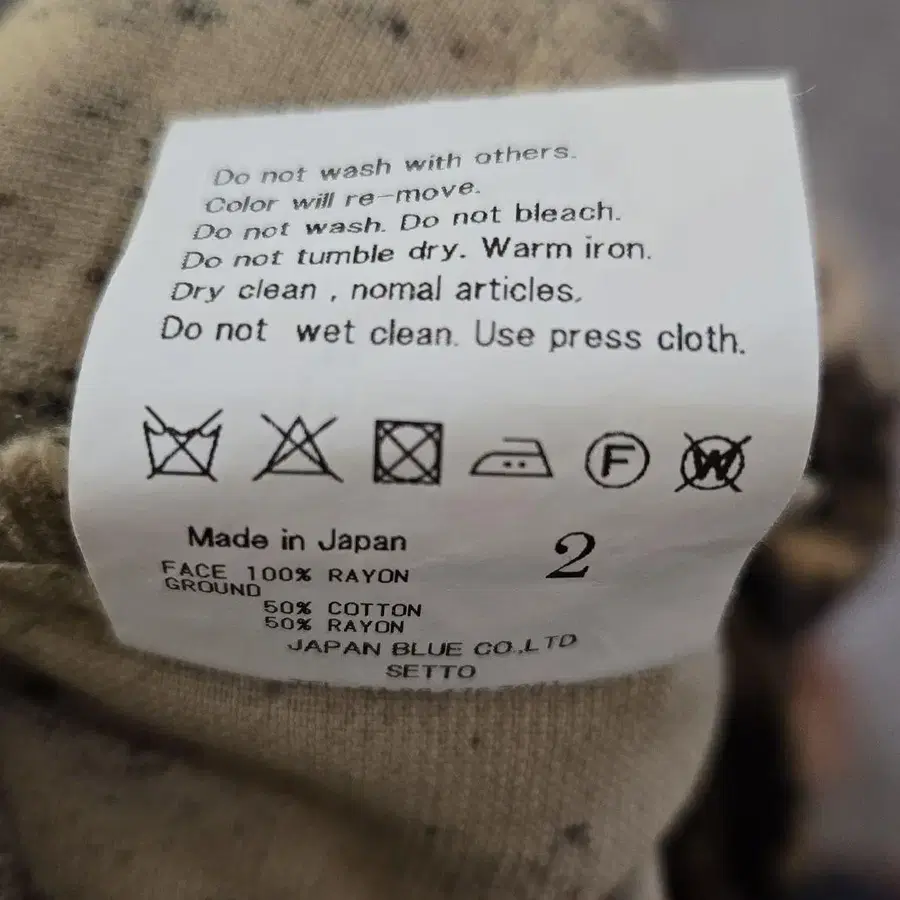 Do not wash with others.
Color will re-move.
Do not wash. Do not bleach.
Do not tumble dry. Warm iron.
Dry clean , nomal articles.
Do not wet clean. Use press cloth.
F W
Made in Japan
2
FACE 100% RAYON
GROUND
50% COTTON
50% RAYON
JAPAN BLUE CO.,LTD
SETTO